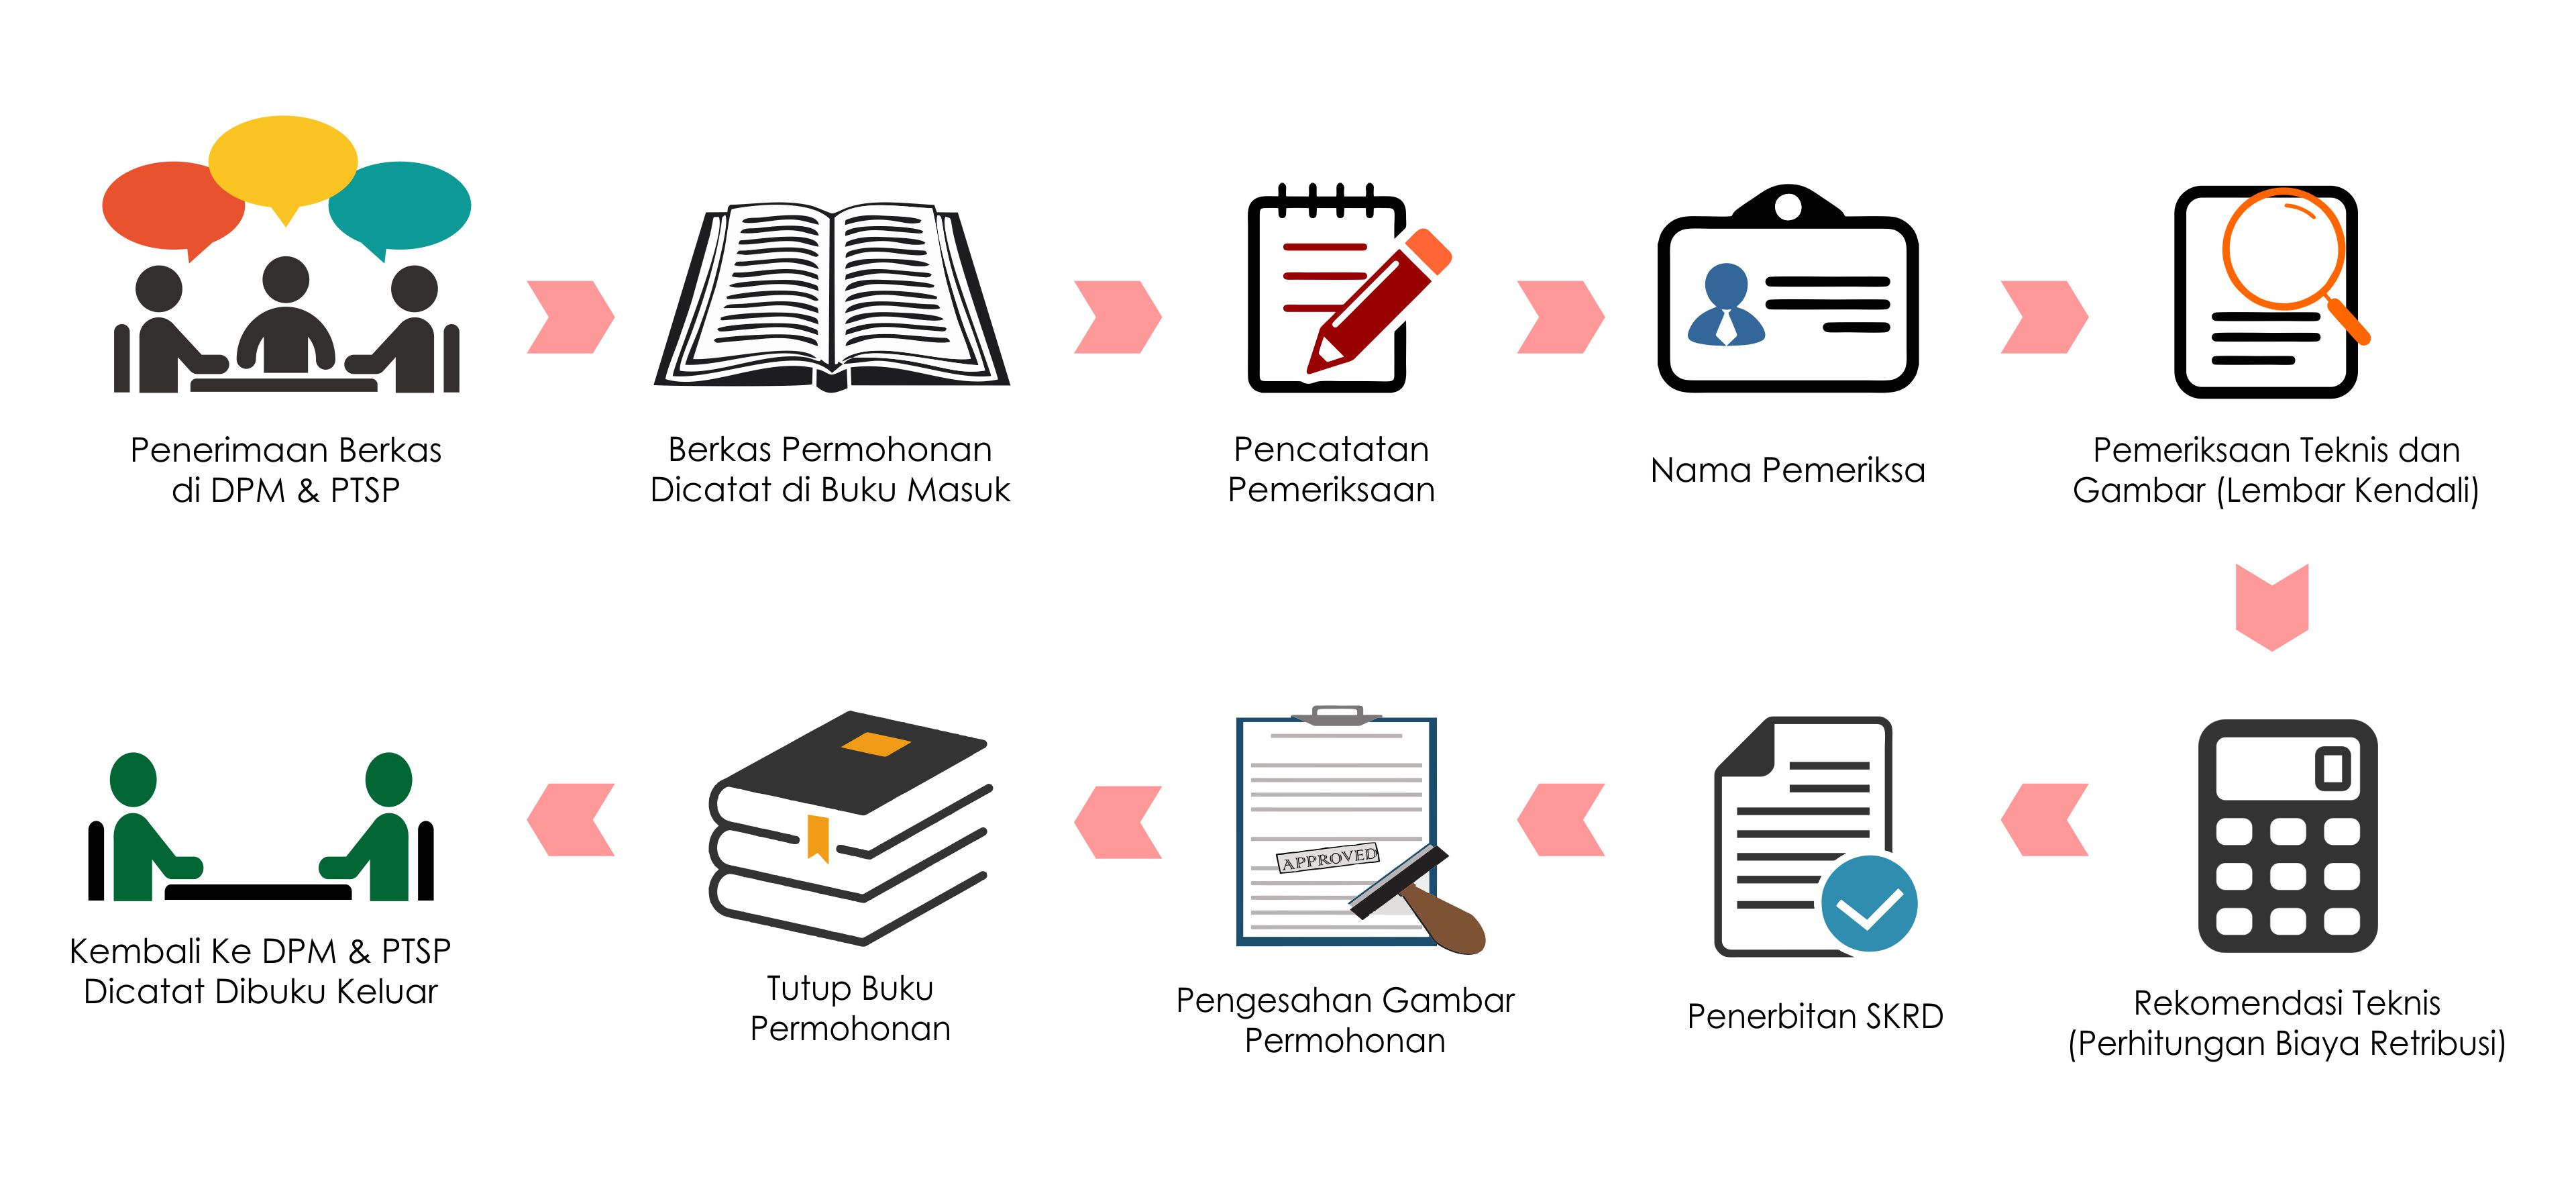 Penerimaan Berkas
di DPM & PTSP
Berkas Permohonan
Dicatat di Buku Masuk
Pencatatan
Pemeriksaan
Nama Pemeriksa
Pemeriksaan Teknis dan
Gambar (Lembar Kendali)
0
Rekomendasi Teknis
(Perhitungan Biaya Retribusi)
Penerbitan SKRD
APPROVED
Pengesahan Gambar
Permohonan
Tutup Buku
Permohonan
Kembali Ke DPM & PTSP
Dicatat Dibuku Keluar